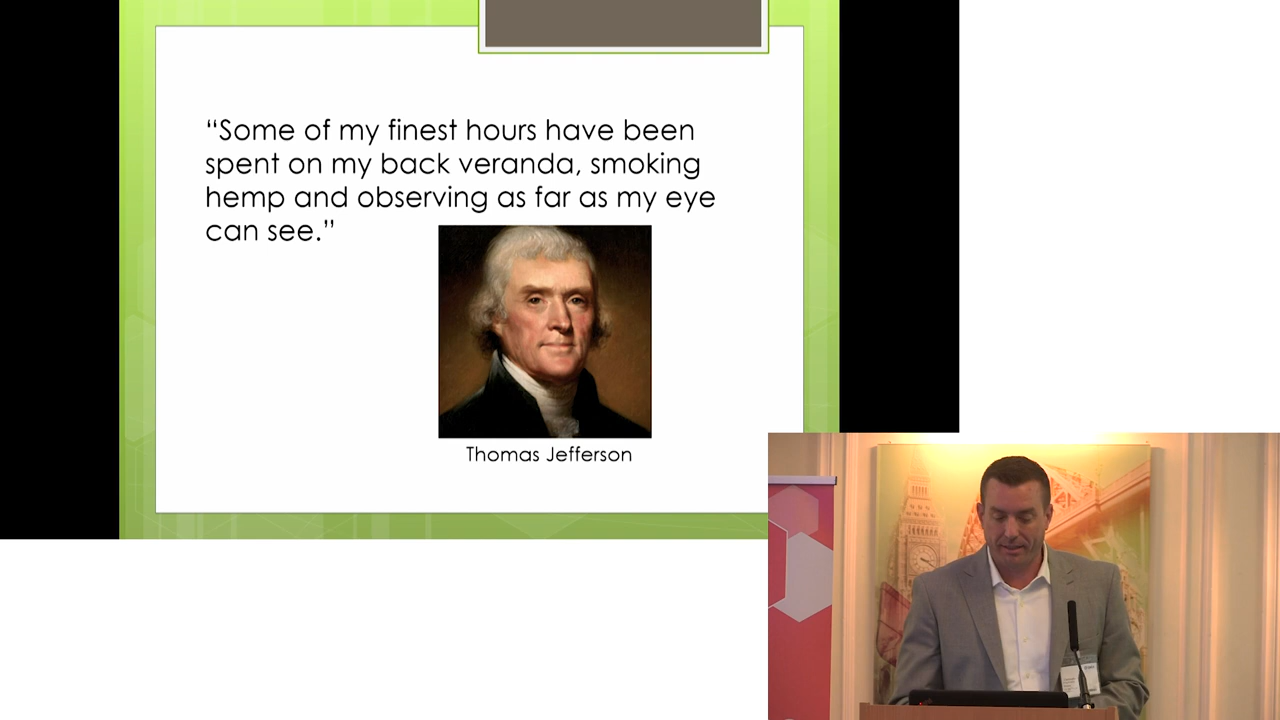 “Some of my finest hours have been
spent on my back veranda, smoking
hemp and observing as far as my eye
can see.”
Thomas Jefferson